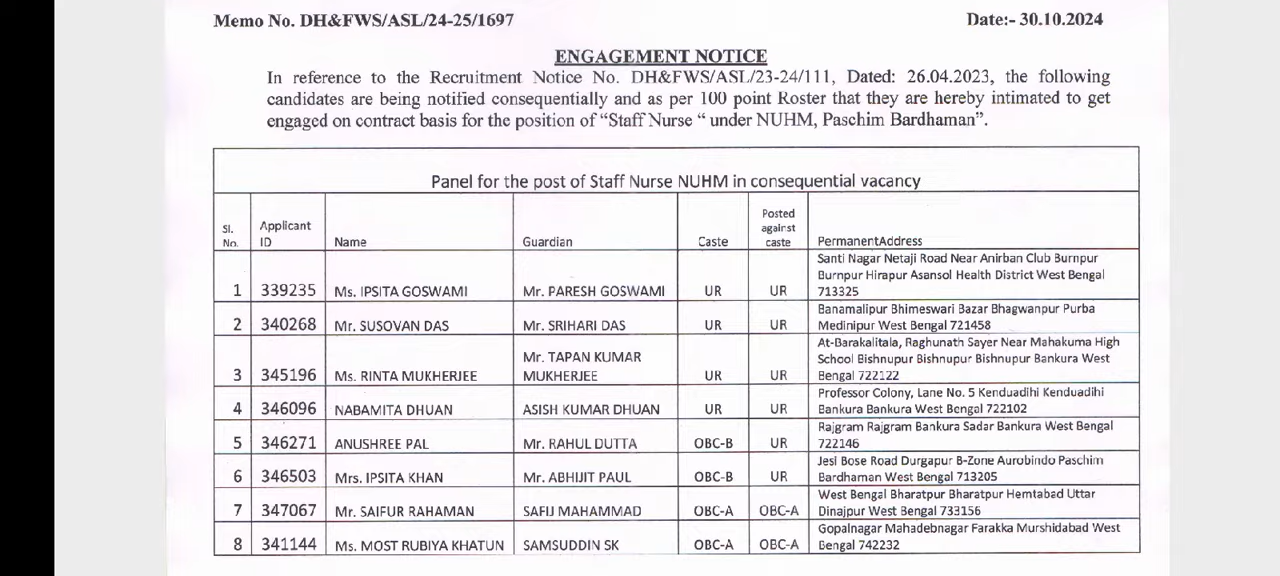 Memo No. DH&FWS/ASL/24-25/1697 Date:- 30.10.2024
ENGAGEMENT NOTICE
In reference to the Recruitment Notice No. DH&FWS/ASL/23-24/111, Dated: 26.04.2023, the following
candidates are being notified consequentially and as per 100 point Roster that they are hereby intimated to get
engaged on contract basis for the position of “Staff Nurse “ under NUHM, Paschim Bardhaman”.
Panel for the post of Staff Nurse NUHM in consequential vacancy
Sl. No. Applicant ID Name Guardian Caste Posted against caste PermanentAddress
1 339235 Ms. IPSITA GOSWAMI Mr. PARESH GOSWAMI UR UR Santi Nagar Netaji Road Near Anirban Club Burnpur
Burnpur Hirapur Asansol Health District West Bengal
713325
2 340268 Mr. SUSOVAN DAS Mr. SRIHARI DAS UR UR Banamalipur Bhimeswari Bazar Bhagwanpur Purba
Medinipur West Bengal 721458
3 345196 Ms. RINTA MUKHERJEE Mr. TAPAN KUMAR MUKHERJEE UR UR At-Barakalitala, Raghunath Sayer Near Mahakuma High
School Bishnupur Bishnupur Bishnupur Bankura West
Bengal 722122
4 346096 NABAMITA DHUAN ASISH KUMAR DHUAN UR UR Professor Colony, Lane No. 5 Kenduadihi Kenduadihi
Bankura Bankura West Bengal 722102
5 346271 ANUSHREE PAL Mr. RAHUL DUTTA OBC-B UR Rajgram Rajgram Bankura Sadar Bankura West Bengal
722146
6 346503 Mrs. IPSITA KHAN Mr. ABHIJIT PAUL OBC-B UR Jesi Bose Road Durgapur B-Zone Aurobindo Paschim
Bardhaman West Bengal 713205
7 347067 Mr. SAIFUR RAHAMAN SAFIJ MAHAMMAD OBC-A OBC-A West Bengal Bharatpur Bharatpur Hemtabad Uttar
Dinajpur West Bengal 733156
8 341144 Ms. MOST RUBIYA KHATUN SAMSUDDIN SK OBC-A OBC-A Gopalnagar Mahadebnagar Farakka Murshidabad West
Bengal 742232